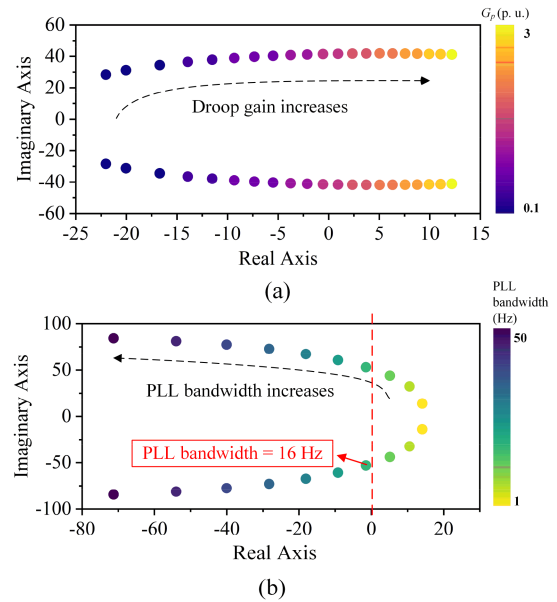 (a)
G_p (p. u.)
3
0.1
60
40
20
0
-20
-40
-60
Imaginary Axis
Droop gain increases
-25 -20 -15 -10 -5 0 5 10 15
Real Axis
(a)
PLL
bandwidth
(Hz)
50
1
100
50
0
-50
-100
Imaginary Axis
PLL bandwidth increases
PLL bandwidth = 16 Hz
-80 -60 -40 -20 0 20
Real Axis
(b)